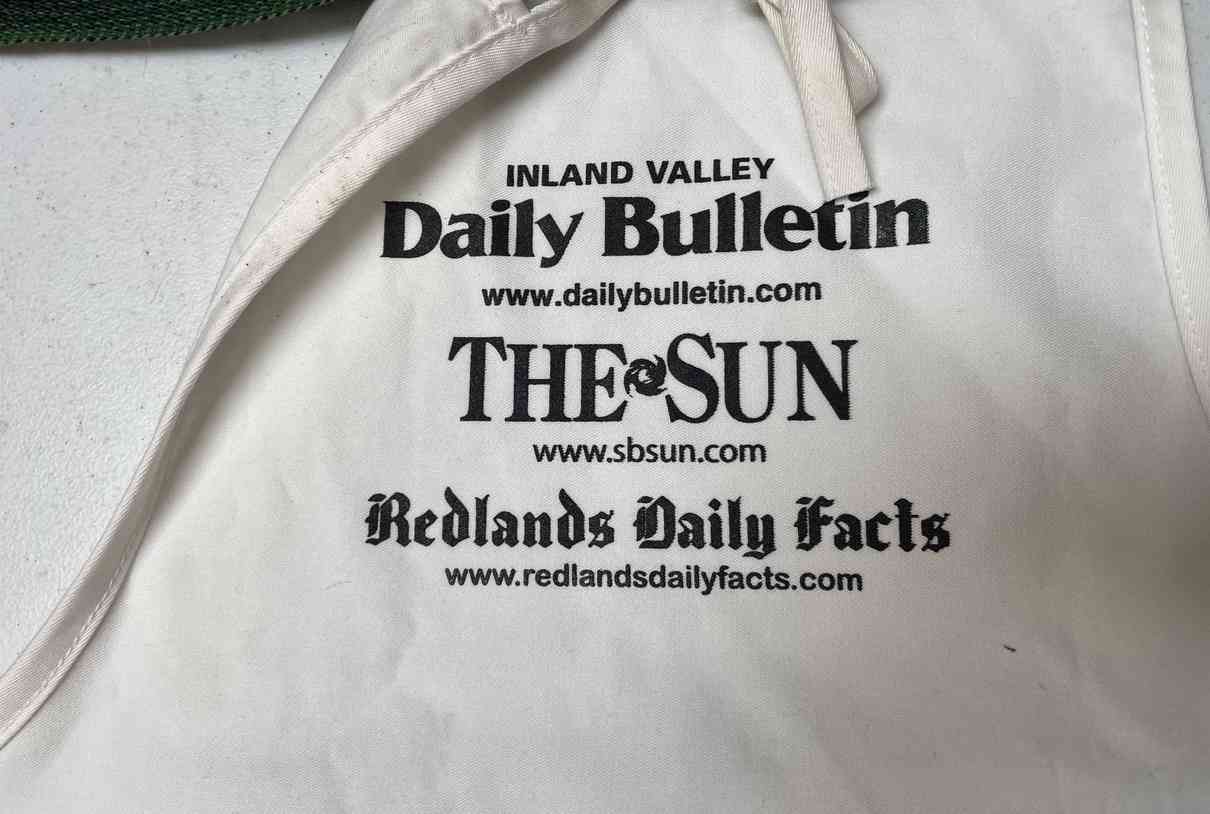 INLAND VALLEY
Daily Bulletin
www.dailybulletin.com
THE SUN
www.sbsun.com
Redlands Daily Facts
www.redlandsdailyfacts.com